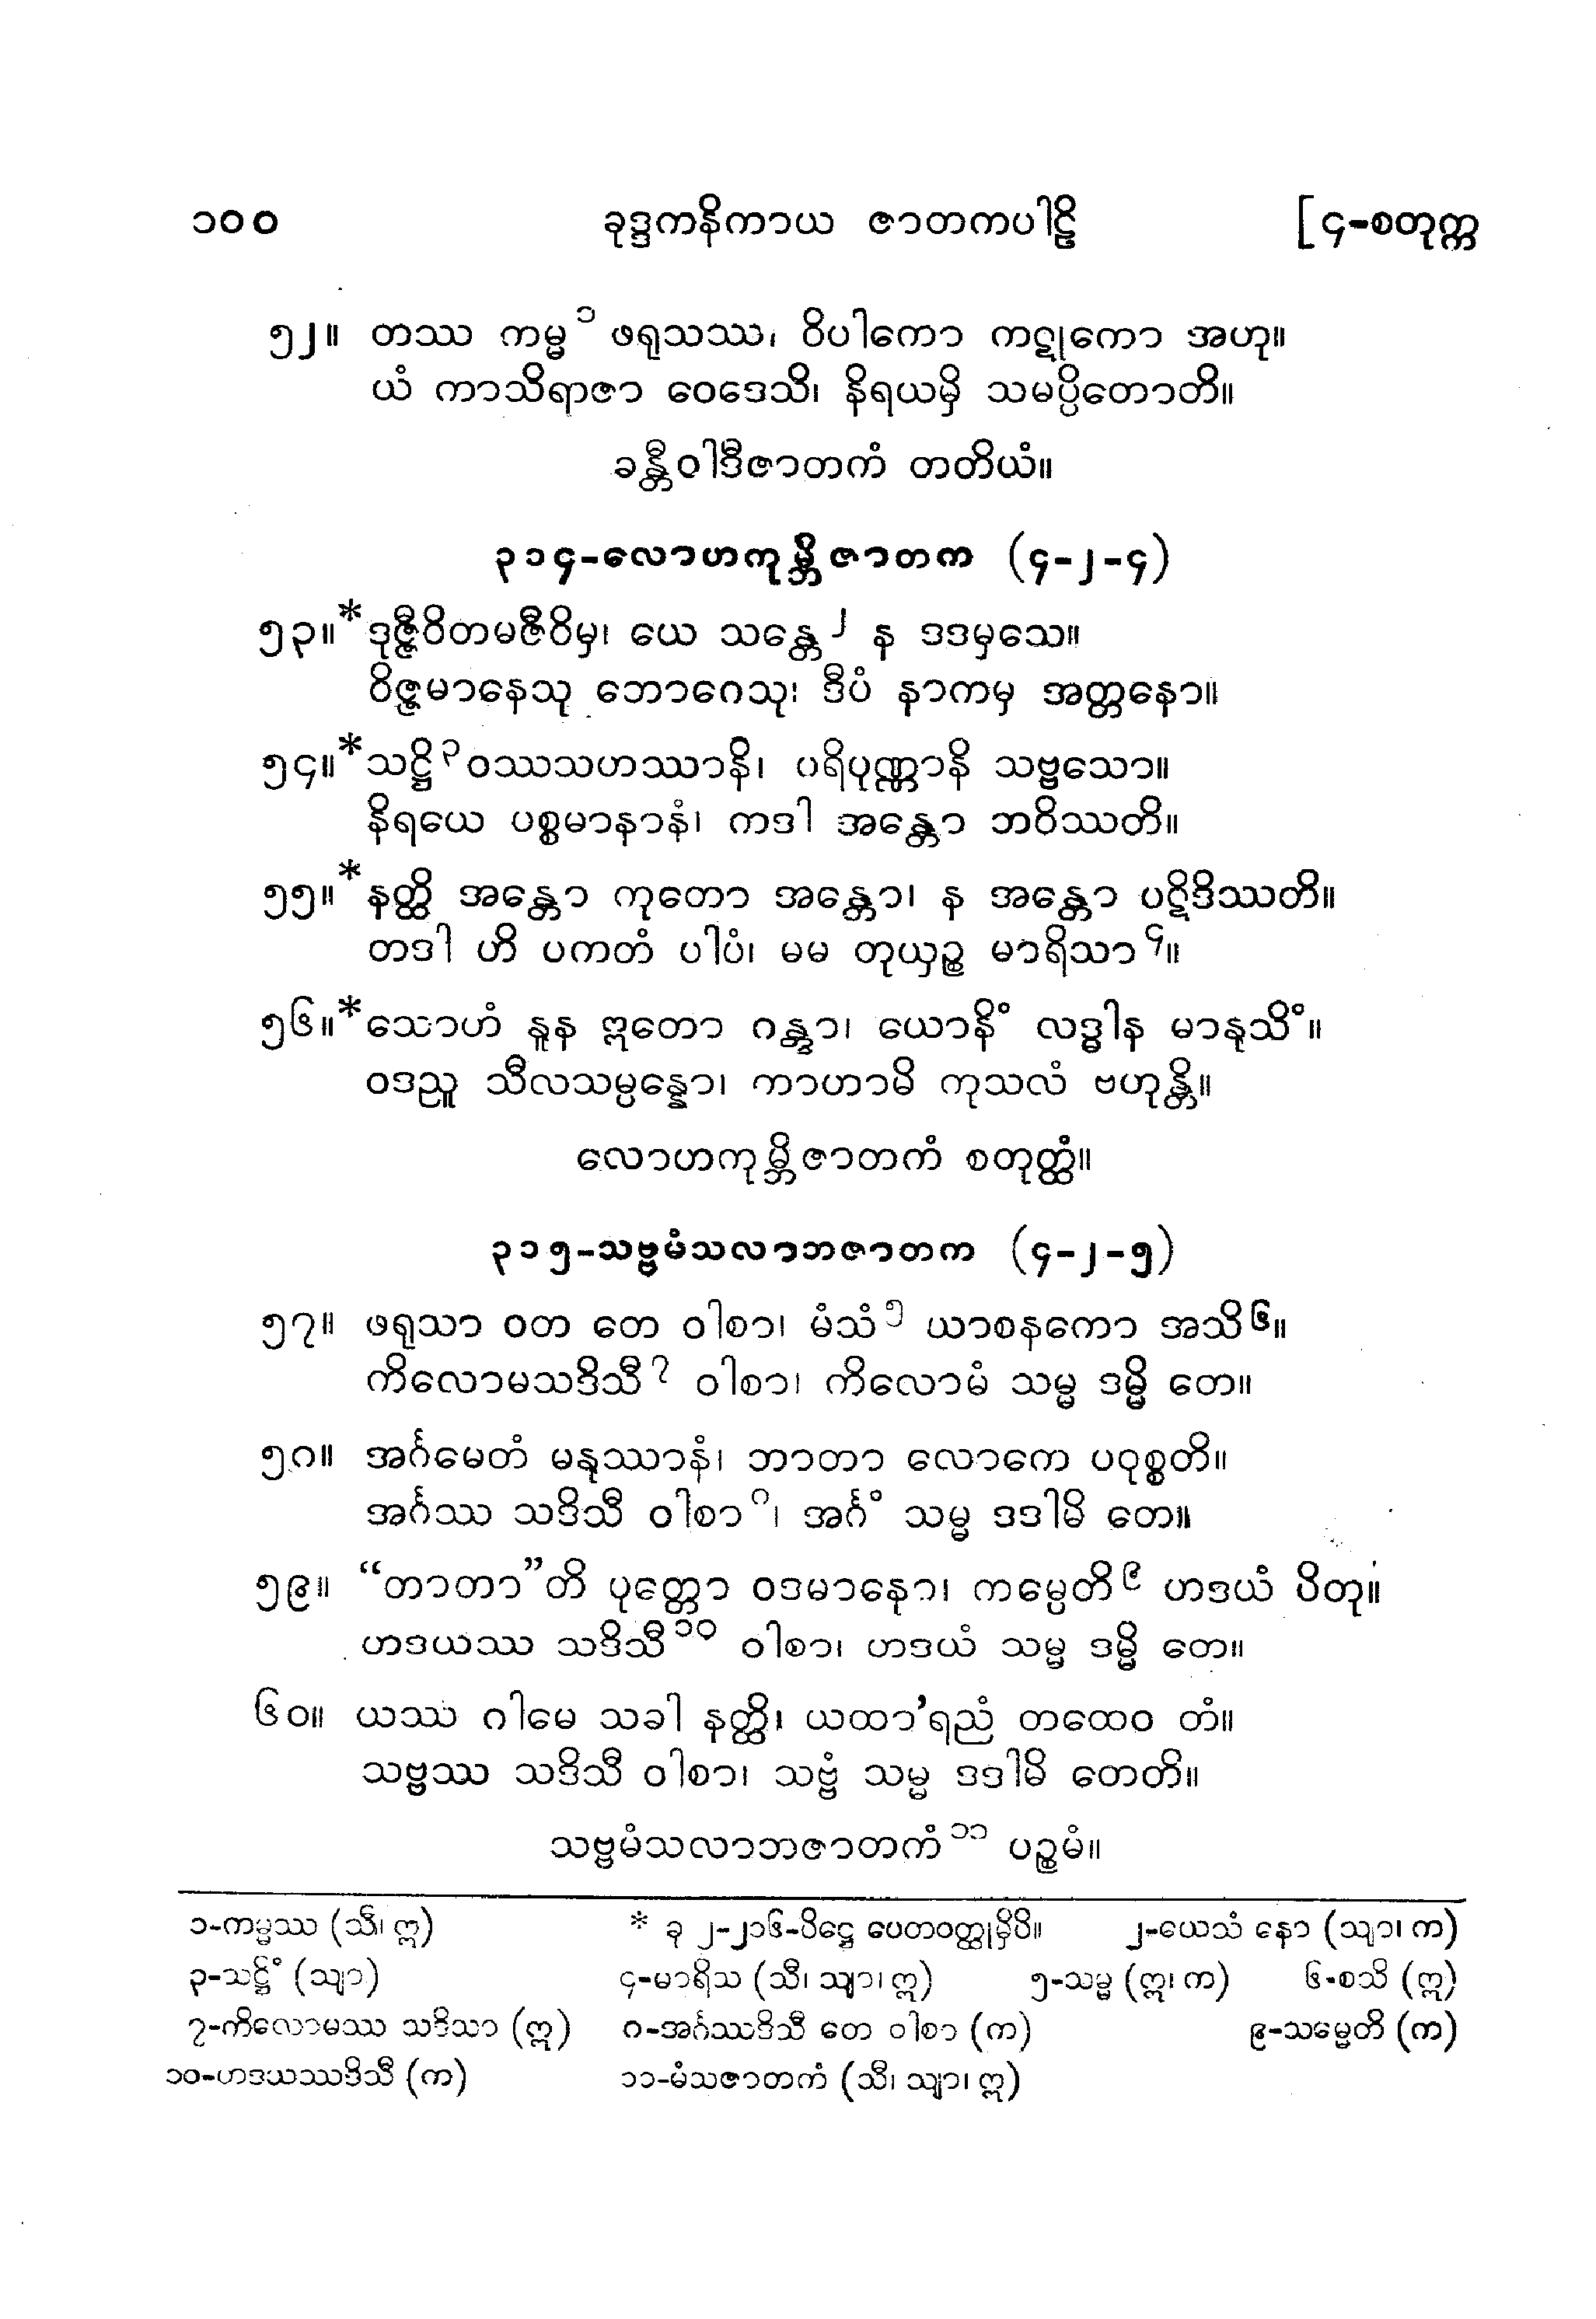 ၁၀၀ ခုဒ္ဒကနိကာယ ဇာတကပါဠိ [၄-စတုက္က
၅၂။ တဿ ကမ္မ ၁ ဖရုသဿ၊ ဝိပါကော ကဋုကော အဟု။
ယံ ကာသိရာဇာ ဝေဒေသိ၊ နိရယမှိ သမပ္ပိတောတိ။
ခန္တီဝါဒီဇာတကံ တတိယံ။
၃၁၄-လောဟကုမ္ဘိဇာတက (၄-၂-၄)
၅၃။* ဒုဇ္ဇီဝိတမဇီဝိမှ၊ ယေ သန္တေ ၂ န ဒဒမှသေ။
ဝိဇ္ဇမာနေသု ဘောဂေသု၊ ဒီပံ နာကမှ အတ္တနော။
၅၄။* သဋ္ဌိ ၃ ဝဿသဟဿာနိ၊ ပရိပုဏ္ဏာနိ သဗ္ဗသော။
နိရယေ ပစ္စမာနာနံ၊ ကဒါ အန္တော ဘဝိဿတိ။
၅၅။* နတ္ထိ အန္တော ကုတော အန္တော၊ န အန္တော ပဋိဒိဿတိ။
တဒါ ဟိ ပကတံ ပါပံ၊ မမ တုယှဉ္စ မာရိသာ ၄။
၅၆။* သောဟံ နူန ဣတော ဂန္တွာ၊ ယောနိံ လဒ္ဓါန မာနုသိံ။
ဝဒညူ သီလသမ္ပန္နော၊ ကာဟာမိ ကုသလံ ဗဟုန္တိ။
လောဟကုမ္ဘိဇာတကံ စတုတ္ထံ။
၃၁၅-သဗ္ဗမံသလာဘဇာတက (၄-၂-၅)
၅၇။ ဖရုသာ ဝတ တေ ဝါစာ၊ မံသံ ၅ ယာစနကော အသိ ၆။
ကိလောမသဒိသီ ၇ ဝါစာ၊ ကိလောမံ သမ္မ ဒမ္မိ တေ။
၅၈။ အင်္ဂမေတံ မနုဿာနံ၊ ဘာတာ လောကေ ပဝုစ္စတိ။
အင်္ဂဿ သဒိသီ ဝါစာ ၈၊ အင်္ဂံ သမ္မ ဒဒါမိ တေ။
၅၉။ “တာတာ”တိ ပုတ္တော ဝဒမာနော၊ ကမ္ပေတိ ၉ ဟဒယံ ပိတု။
ဟဒယဿ သဒိသီ ၁၀ ဝါစာ၊ ဟဒယံ သမ္မ ဒမ္မိ တေ။
၆၀။ ယဿ ဂါမေ သခါ နတ္ထိ၊ ယထာ’ရညံ တထေဝ တံ။
သဗ္ဗဿ သဒိသီ ဝါစာ၊ သဗ္ဗံ သမ္မ ဒဒါမိ တေတိ။
သဗ္ဗမံသလာဘဇာတကံ ၁၁ ပဉ္စမံ။
၁-ကမ္မဿ (သီ၊ ဣ) * ခု ၂-၂၁၆-ပိဋ္ဌေ ပေတဝတ္ထုမှိပိ။ ၂-ယေသံ နော (သျာ၊ က)
၃-သဋ္ဌိံ (သျာ) ၄-မာရိသ (သီ၊ သျာ၊ ဣ) ၅-သမ္မ (ဣ၊ က) ၆-စသိ (ဣ)
၇-ကိလောမဿ သဒိသာ (ဣ) ၈-အင်္ဂဿဒိသီ တေ ဝါစာ (က) ၉-သမ္မေတိ (က)
၁၀-ဟဒယဿဒိသီ (က) ၁၁-မံသဇာတကံ (သီ၊ သျာ၊ ဣ)